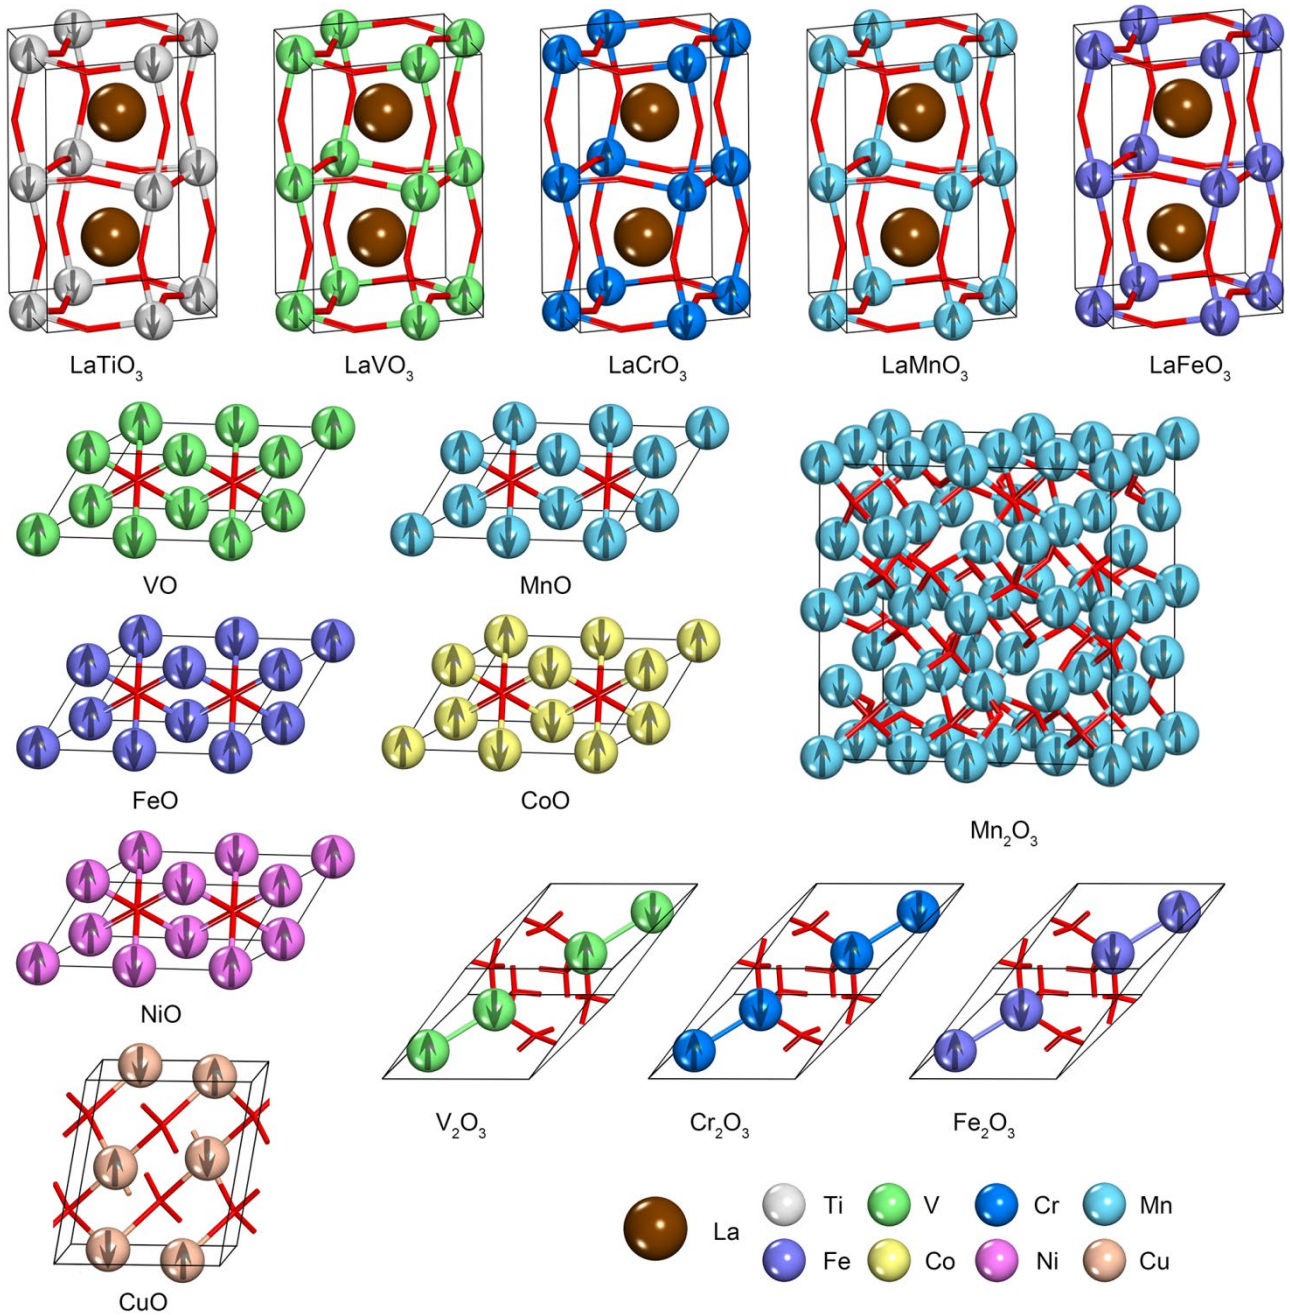 LaTiO₃ LaVO₃ LaCrO₃ LaMnO₃ LaFeO₃
VO MnO
FeO CoO
Mn₂O₃
NiO
V₂O₃ Cr₂O₃ Fe₂O₃
La
Ti V Cr Mn
Fe Co Ni Cu
CuO